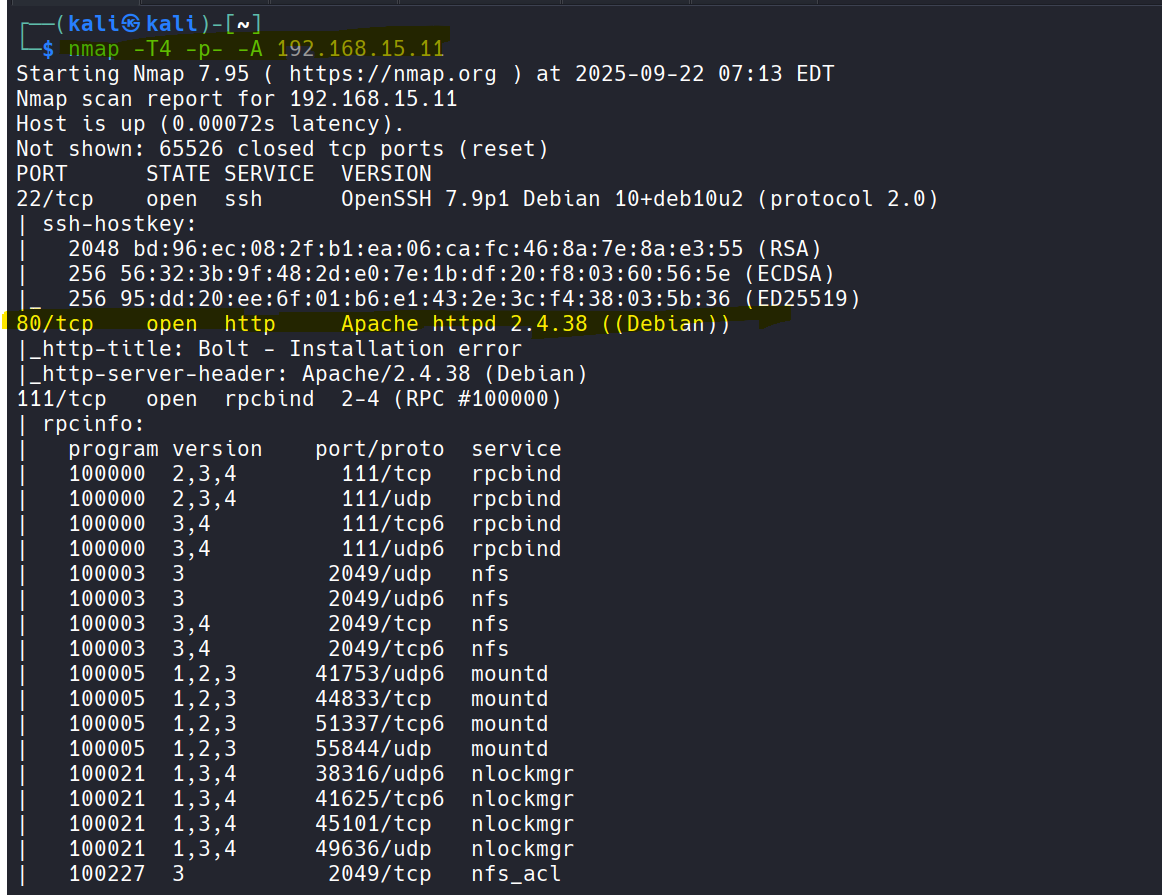 ┌──(kali㉿kali)-[~]
└─$ nmap -T4 -p- -A 192.168.15.11
Starting Nmap 7.95 ( https://nmap.org ) at 2025-09-22 07:13 EDT
Nmap scan report for 192.168.15.11
Host is up (0.00072s latency).
Not shown: 65526 closed tcp ports (reset)
PORT      STATE SERVICE  VERSION
22/tcp    open  ssh      OpenSSH 7.9p1 Debian 10+deb10u2 (protocol 2.0)
| ssh-hostkey:
|   2048 bd:96:ec:08:2f:b1:ea:06:ca:fc:46:8a:7e:8a:e3:55 (RSA)
|   256 56:32:3b:9f:48:2d:e0:7e:1b:df:20:f8:03:60:56:5e (ECDSA)
|_  256 95:dd:20:ee:6f:01:b6:e1:43:2e:3c:f4:38:03:5b:36 (ED25519)
80/tcp    open  http     Apache httpd 2.4.38 ((Debian))
|_http-title: Bolt - Installation error
|_http-server-header: Apache/2.4.38 (Debian)
111/tcp   open  rpcbind  2-4 (RPC #100000)
| rpcinfo:
|   program version    port/proto  service
|   100000  2,3,4        111/tcp   rpcbind
|   100000  2,3,4        111/udp   rpcbind
|   100000  3,4          111/tcp6  rpcbind
|   100000  3,4          111/udp6  rpcbind
|   100003  3           2049/udp   nfs
|   100003  3           2049/udp6  nfs
|   100003  3,4         2049/tcp   nfs
|   100003  3,4         2049/tcp6  nfs
|   100005  1,2,3      41753/udp6  mountd
|   100005  1,2,3      44833/tcp   mountd
|   100005  1,2,3      51337/tcp6  mountd
|   100005  1,2,3      55844/udp   mountd
|   100021  1,3,4      38316/udp6  nlockmgr
|   100021  1,3,4      41625/tcp6  nlockmgr
|   100021  1,3,4      45101/tcp   nlockmgr
|   100021  1,3,4      49636/udp   nlockmgr
|   100227  3           2049/tcp   nfs_acl